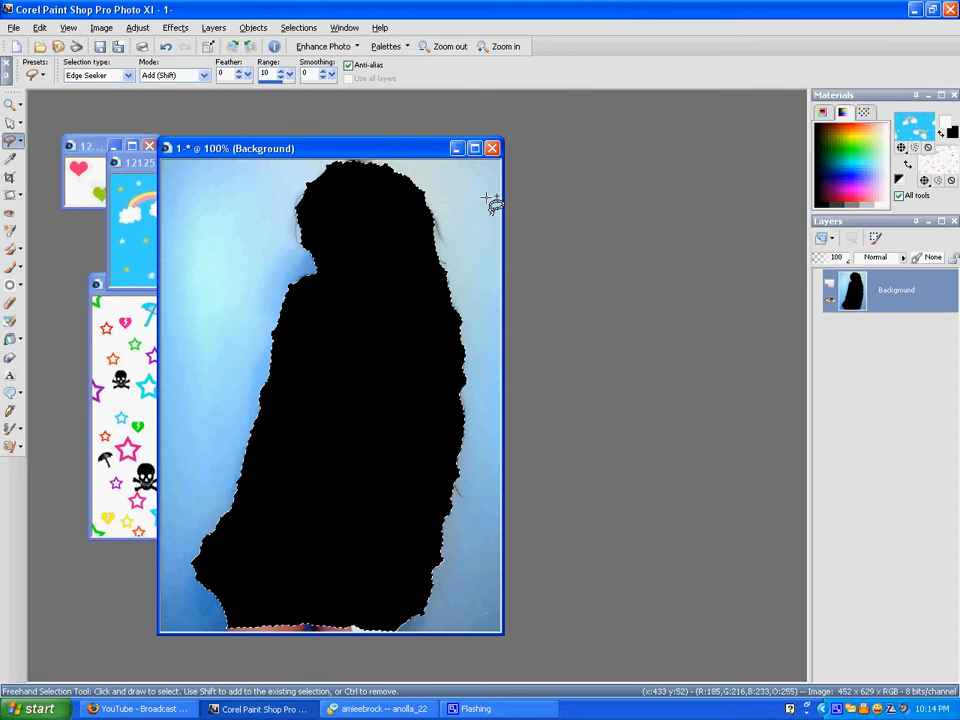 Corel Paint Shop Pro Photo XI - 1-
File Edit View Image Adjust Effects Layers Objects Selections Window Help
Enhance Photo Palettes Zoom out Zoom in
Presets: Selection type: Mode: Feather: Range: Smoothing: Anti-alias
Edge Seeker Add (Shift) 0 10 0 Use all layers
Materials
All tools
12...
12125
1-* @ 100% (Background)
Layers
100 Normal None
Background
Freehand Selection Tool: Click and draw to select. Use Shift to add to the existing selection, or Ctrl to remove.
(x:433 y:52) - (R:185,G:216,B:233,O:255) -- Image: 452 x 629 x RGB - 8 bits/channel
start YouTube - Broadcast ... Corel Paint Shop Pro ... amieebrock -- anolla_22 Flashing 10:14 PM